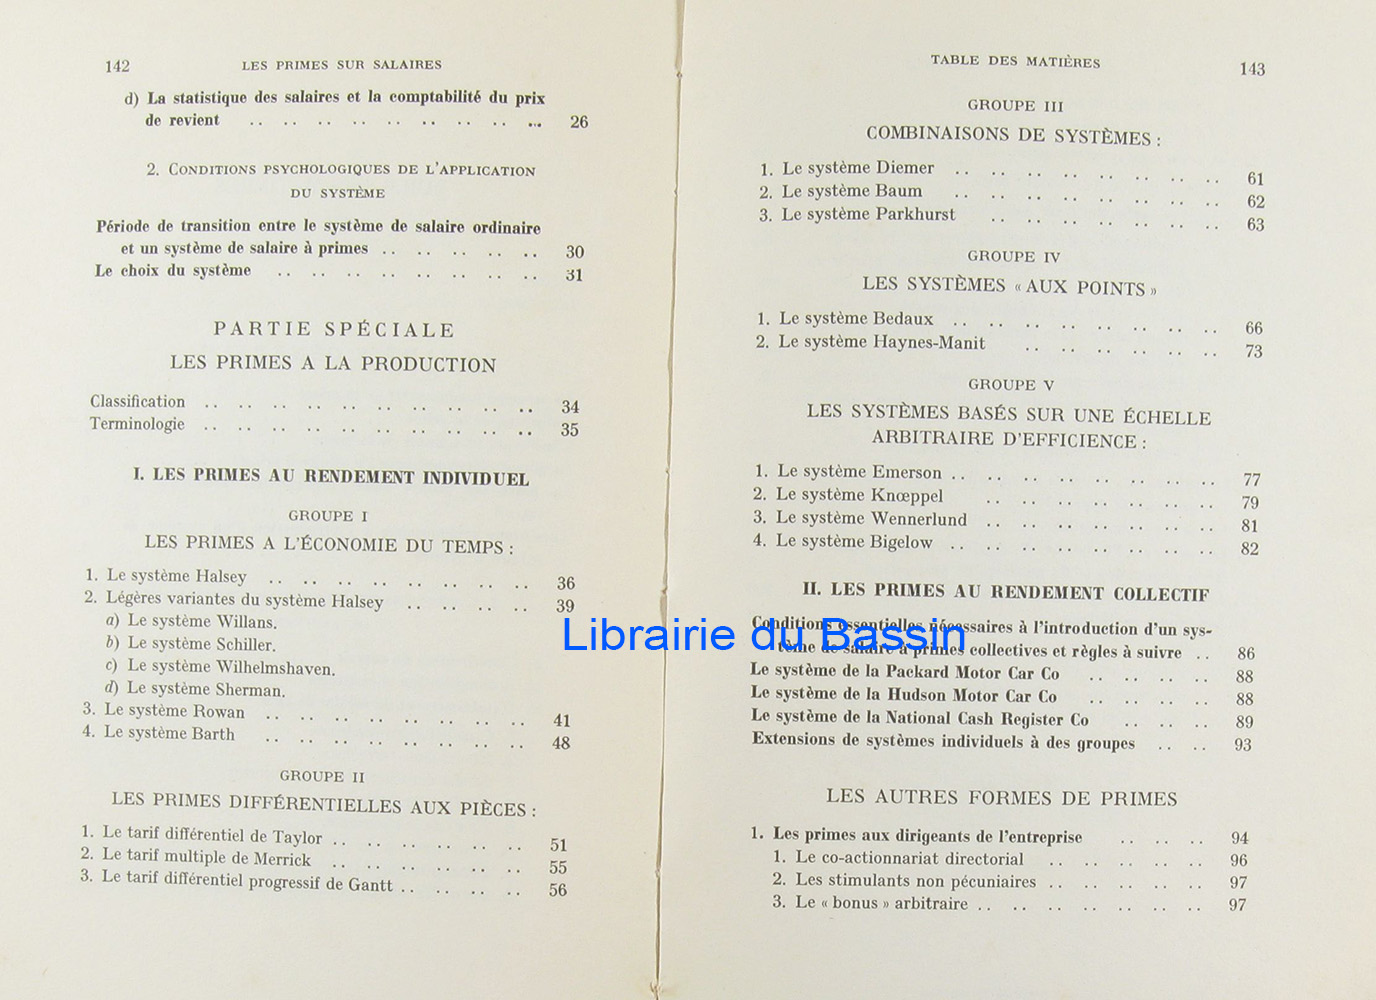 142 LES PRIMES SUR SALAIRES
d) La statistique des salaires et la comptabilité du prix
de revient .. .. .. .. .. .. .. .. ... 26
2. CONDITIONS PSYCHOLOGIQUES DE L'APPLICATION
DU SYSTÈME
Période de transition entre le système de salaire ordinaire
et un système de salaire à primes .. .. .. .. .. 30
Le choix du système .. .. .. .. .. .. .. .. 31
PARTIE SPÉCIALE
LES PRIMES A LA PRODUCTION
Classification .. .. .. .. .. .. .. .. .. .. 34
Terminologie .. .. .. .. .. .. .. .. .. .. 35
I. LES PRIMES AU RENDEMENT INDIVIDUEL
GROUPE I
LES PRIMES A L'ÉCONOMIE DU TEMPS :
1. Le système Halsey .. .. .. .. .. .. .. .. 36
2. Légères variantes du système Halsey .. .. .. .. 39
a) Le système Willans.
b) Le système Schiller.
c) Le système Wilhelmshaven.
d) Le système Sherman.
3. Le système Rowan .. .. .. .. .. .. .. .. 41
4. Le système Barth .. .. .. .. .. .. .. .. 48
GROUPE II
LES PRIMES DIFFÉRENTIELLES AUX PIÈCES :
1. Le tarif différentiel de Taylor .. .. .. .. .. .. 51
2. Le tarif multiple de Merrick .. .. .. .. .. .. 55
3. Le tarif différentiel progressif de Gantt .. .. .. .. 56
TABLE DES MATIÈRES 143
GROUPE III
COMBINAISONS DE SYSTÈMES :
1. Le système Diemer .. .. .. .. .. .. .. .. 61
2. Le système Baum .. .. .. .. .. .. .. .. 62
3. Le système Parkhurst .. .. .. .. .. .. .. 63
GROUPE IV
LES SYSTÈMES « AUX POINTS »
1. Le système Bedaux .. .. .. .. .. .. .. .. 66
2. Le système Haynes-Manit .. .. .. .. .. .. 73
GROUPE V
LES SYSTÈMES BASÉS SUR UNE ÉCHELLE
ARBITRAIRE D'EFFICIENCE :
1. Le système Emerson .. .. .. .. .. .. .. .. 77
2. Le système Knœppel .. .. .. .. .. .. .. 79
3. Le système Wennerlund .. .. .. .. .. .. .. 81
4. Le système Bigelow .. .. .. .. .. .. .. .. 82
II. LES PRIMES AU RENDEMENT COLLECTIF
Conditions essentielles nécessaires à l'introduction d'un sys-
Librairie du Bassin
tème de salaire à primes collectives et règles à suivre .. 86
Le système de la Packard Motor Car Co .. .. .. .. 88
Le système de la Hudson Motor Car Co .. .. .. .. 88
Le système de la National Cash Register Co .. .. .. 89
Extensions de systèmes individuels à des groupes .. .. 93
LES AUTRES FORMES DE PRIMES
1. Les primes aux dirigeants de l'entreprise .. .. .. 94
1. Le co-actionnariat directorial .. .. .. .. .. 96
2. Les stimulants non pécuniaires .. .. .. .. .. 97
3. Le « bonus » arbitraire .. .. .. .. .. .. .. 97